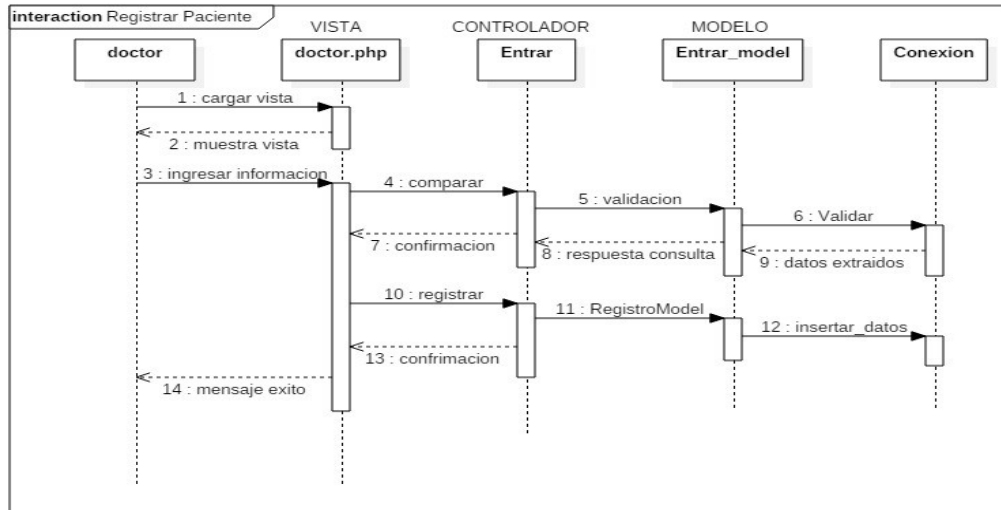 interaction Registrar Paciente
VISTA
CONTROLADOR
MODELO
doctor
doctor.php
Entrar
Entrar_model
Conexion
1 : cargar vista
2 : muestra vista
3 : ingresar informacion
4 : comparar
5 : validacion
6 : Validar
7 : confirmacion
8 : respuesta consulta
9 : datos extraidos
10 : registrar
11 : RegistroModel
12 : insertar_datos
13 : confrimacion
14 : mensaje exito